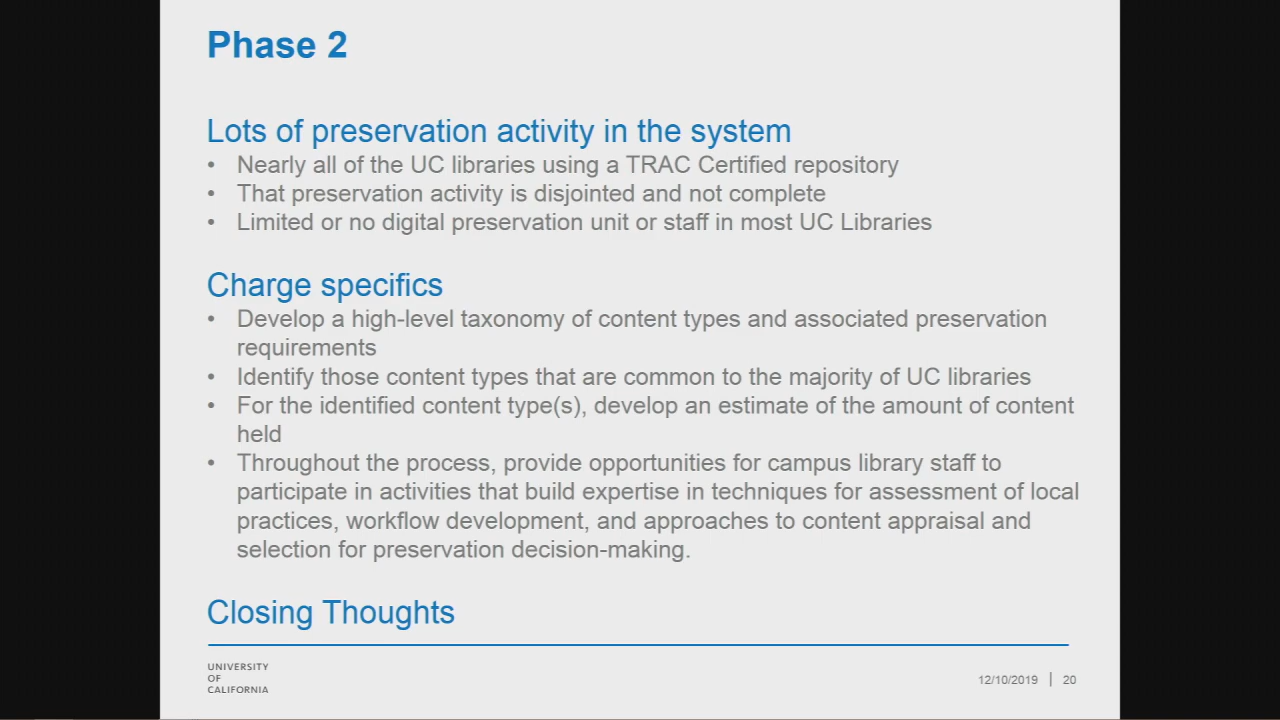 Phase 2
Lots of preservation activity in the system
• Nearly all of the UC libraries using a TRAC Certified repository
• That preservation activity is disjointed and not complete
• Limited or no digital preservation unit or staff in most UC Libraries
Charge specifics
• Develop a high-level taxonomy of content types and associated preservation
requirements
• Identify those content types that are common to the majority of UC libraries
• For the identified content type(s), develop an estimate of the amount of content
held
• Throughout the process, provide opportunities for campus library staff to
participate in activities that build expertise in techniques for assessment of local
practices, workflow development, and approaches to content appraisal and
selection for preservation decision-making.
Closing Thoughts
UNIVERSITY
OF
CALIFORNIA
12/10/2019 | 20